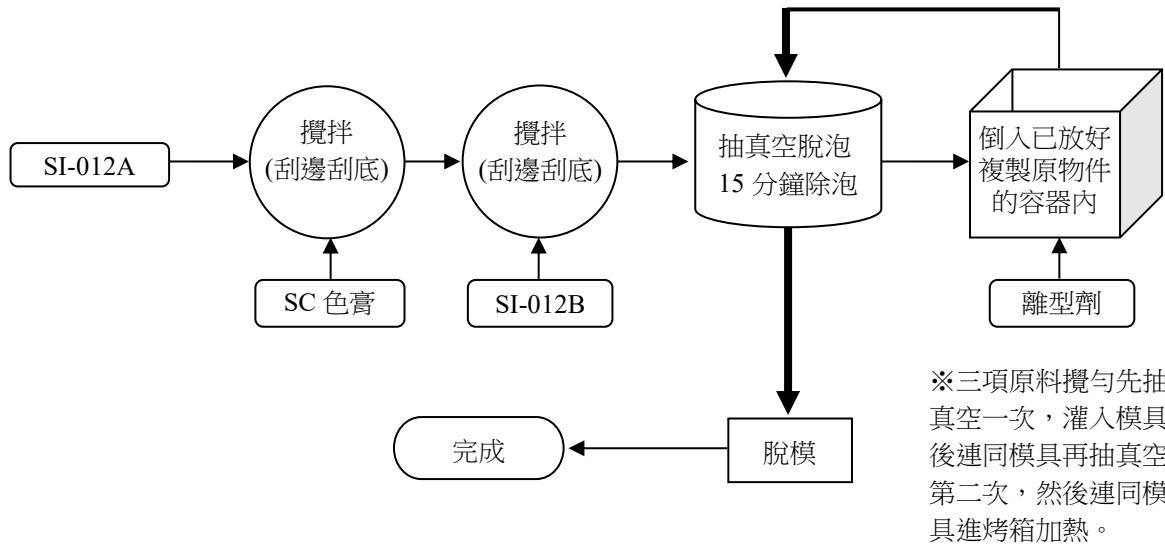 SI-012A
攪拌
(刮邊刮底)
攪拌
(刮邊刮底)
抽真空脫泡
15 分鐘除泡
倒入已放好
複製原物件
的容器內
SC 色膏
SI-012B
離型劑
※三項原料攪勻先抽
真空一次，灌入模具
後連同模具再抽真空
第二次，然後連同模
具進烤箱加熱。
完成
脫模